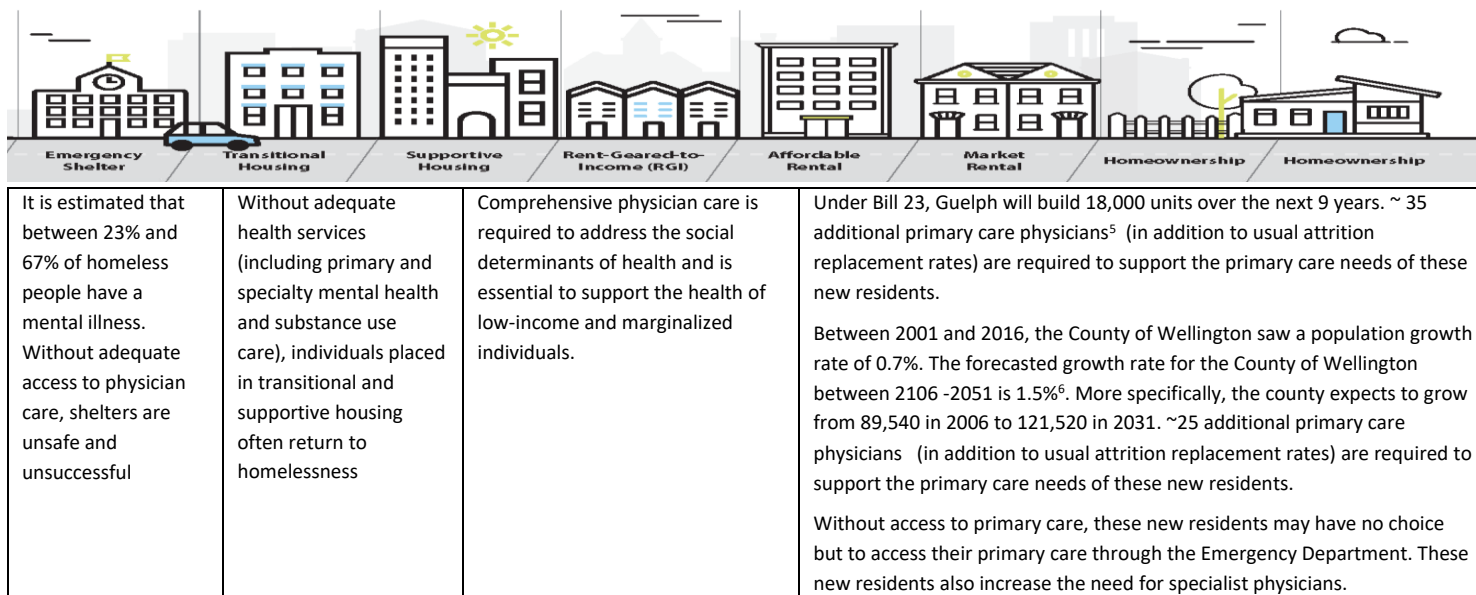 Emergency
Shelter
Transitional
Housing
Supportive
Housing
Rent-Geared-to-
Income (RGI)
Affordable
Rental
Market
Rental
Homeownership
Homeownership
It is estimated that
between 23% and
67% of homeless
people have a
mental illness.
Without adequate
access to physician
care, shelters are
unsafe and
unsuccessful
Without adequate
health services
(including primary and
specialty mental health
and substance use
care), individuals placed
in transitional and
supportive housing
often return to
homelessness
Comprehensive physician care is
required to address the social
determinants of health and is
essential to support the health of
low-income and marginalized
individuals.
Under Bill 23, Guelph will build 18,000 units over the next 9 years. ~ 35
additional primary care physicians⁵ (in addition to usual attrition
replacement rates) are required to support the primary care needs of these
new residents.
Between 2001 and 2016, the County of Wellington saw a population growth
rate of 0.7%. The forecasted growth rate for the County of Wellington
between 2106 -2051 is 1.5%⁶. More specifically, the county expects to grow
from 89,540 in 2006 to 121,520 in 2031. ~25 additional primary care
physicians (in addition to usual attrition replacement rates) are required to
support the primary care needs of these new residents.
Without access to primary care, these new residents may have no choice
but to access their primary care through the Emergency Department. These
new residents also increase the need for specialist physicians.